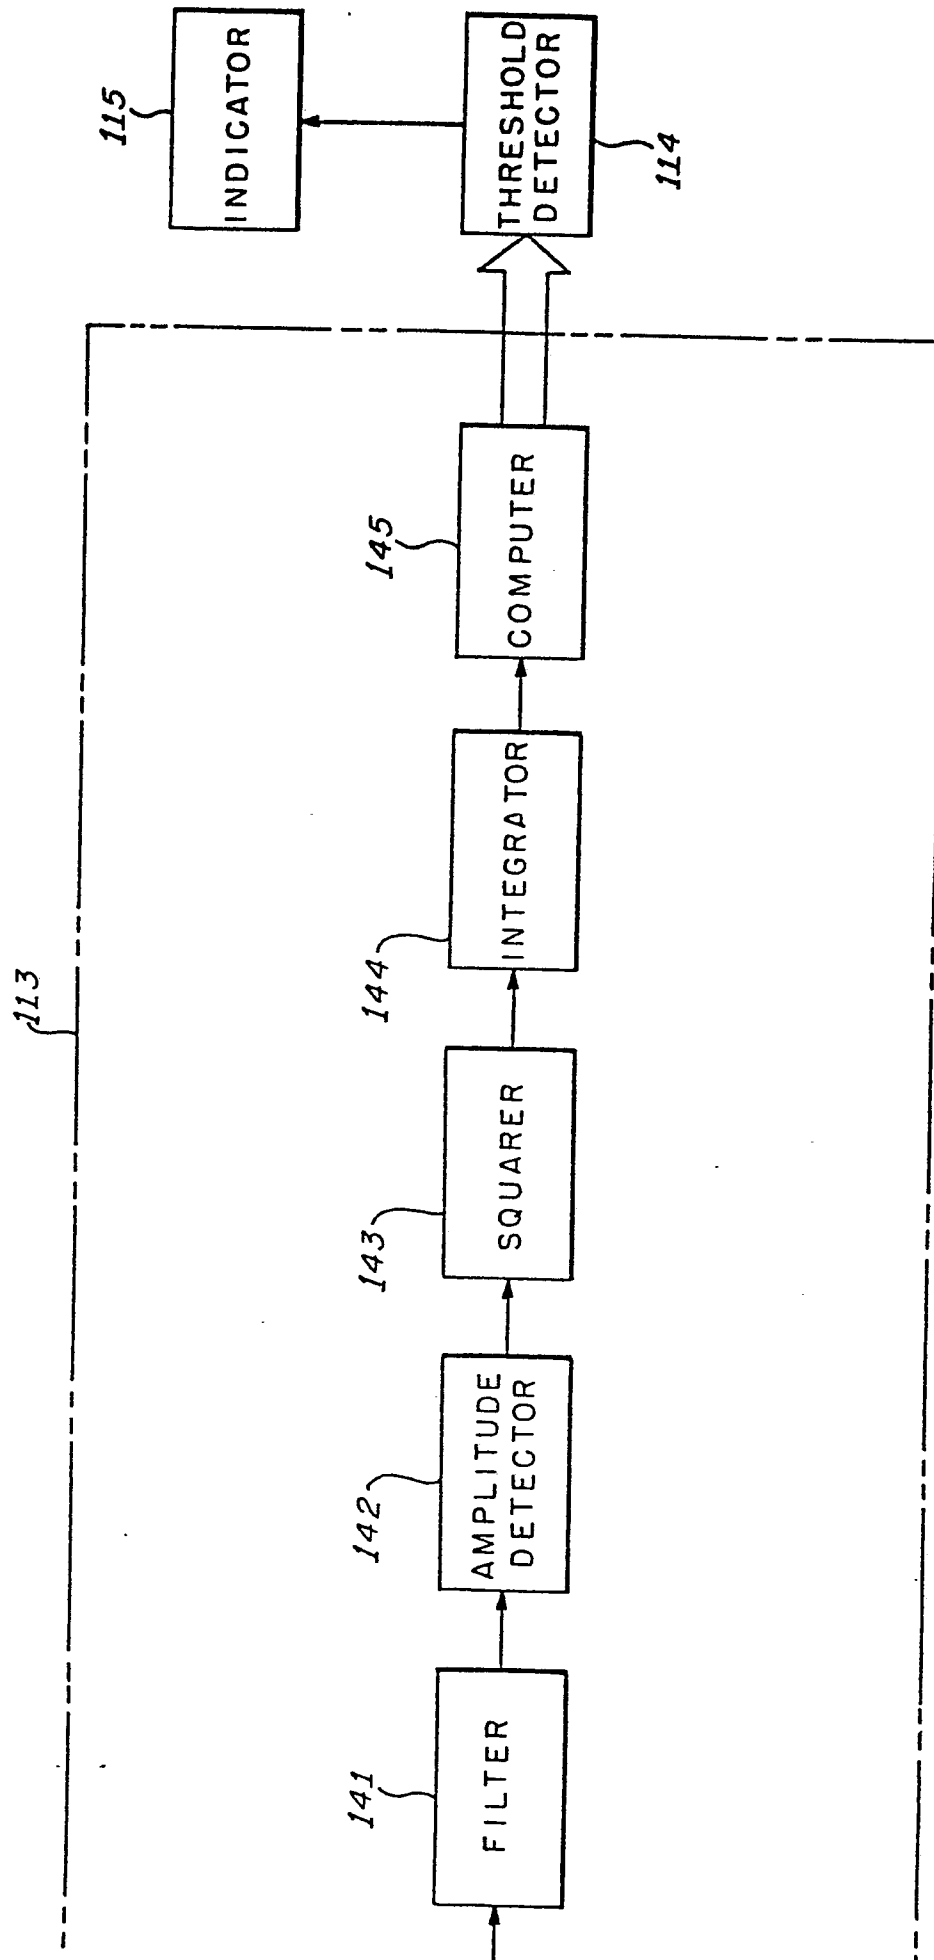 113
141
FILTER
142
AMPLITUDE
DETECTOR
143
SQUARER
144
INTEGRATOR
145
COMPUTER
THRESHOLD
DETECTOR
114
115
INDICATOR